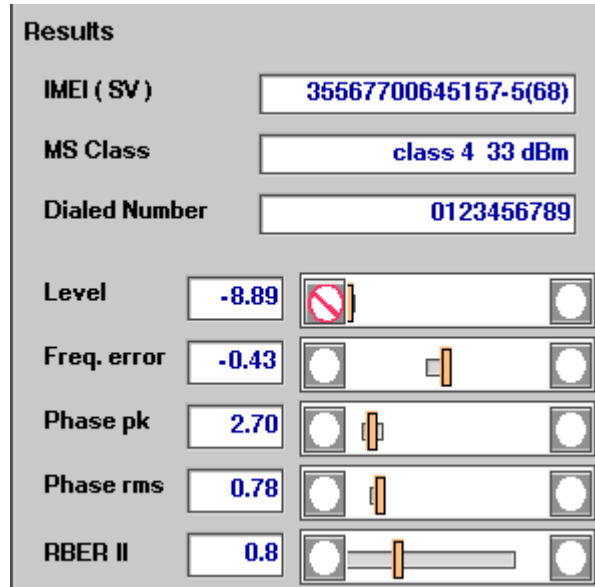 Results
IMEI ( SV ) 35567700645157-5(68)
MS Class class 4 33 dBm
Dialed Number 0123456789
Level -8.89
Freq. error -0.43
Phase pk 2.70
Phase rms 0.78
RBER II 0.8